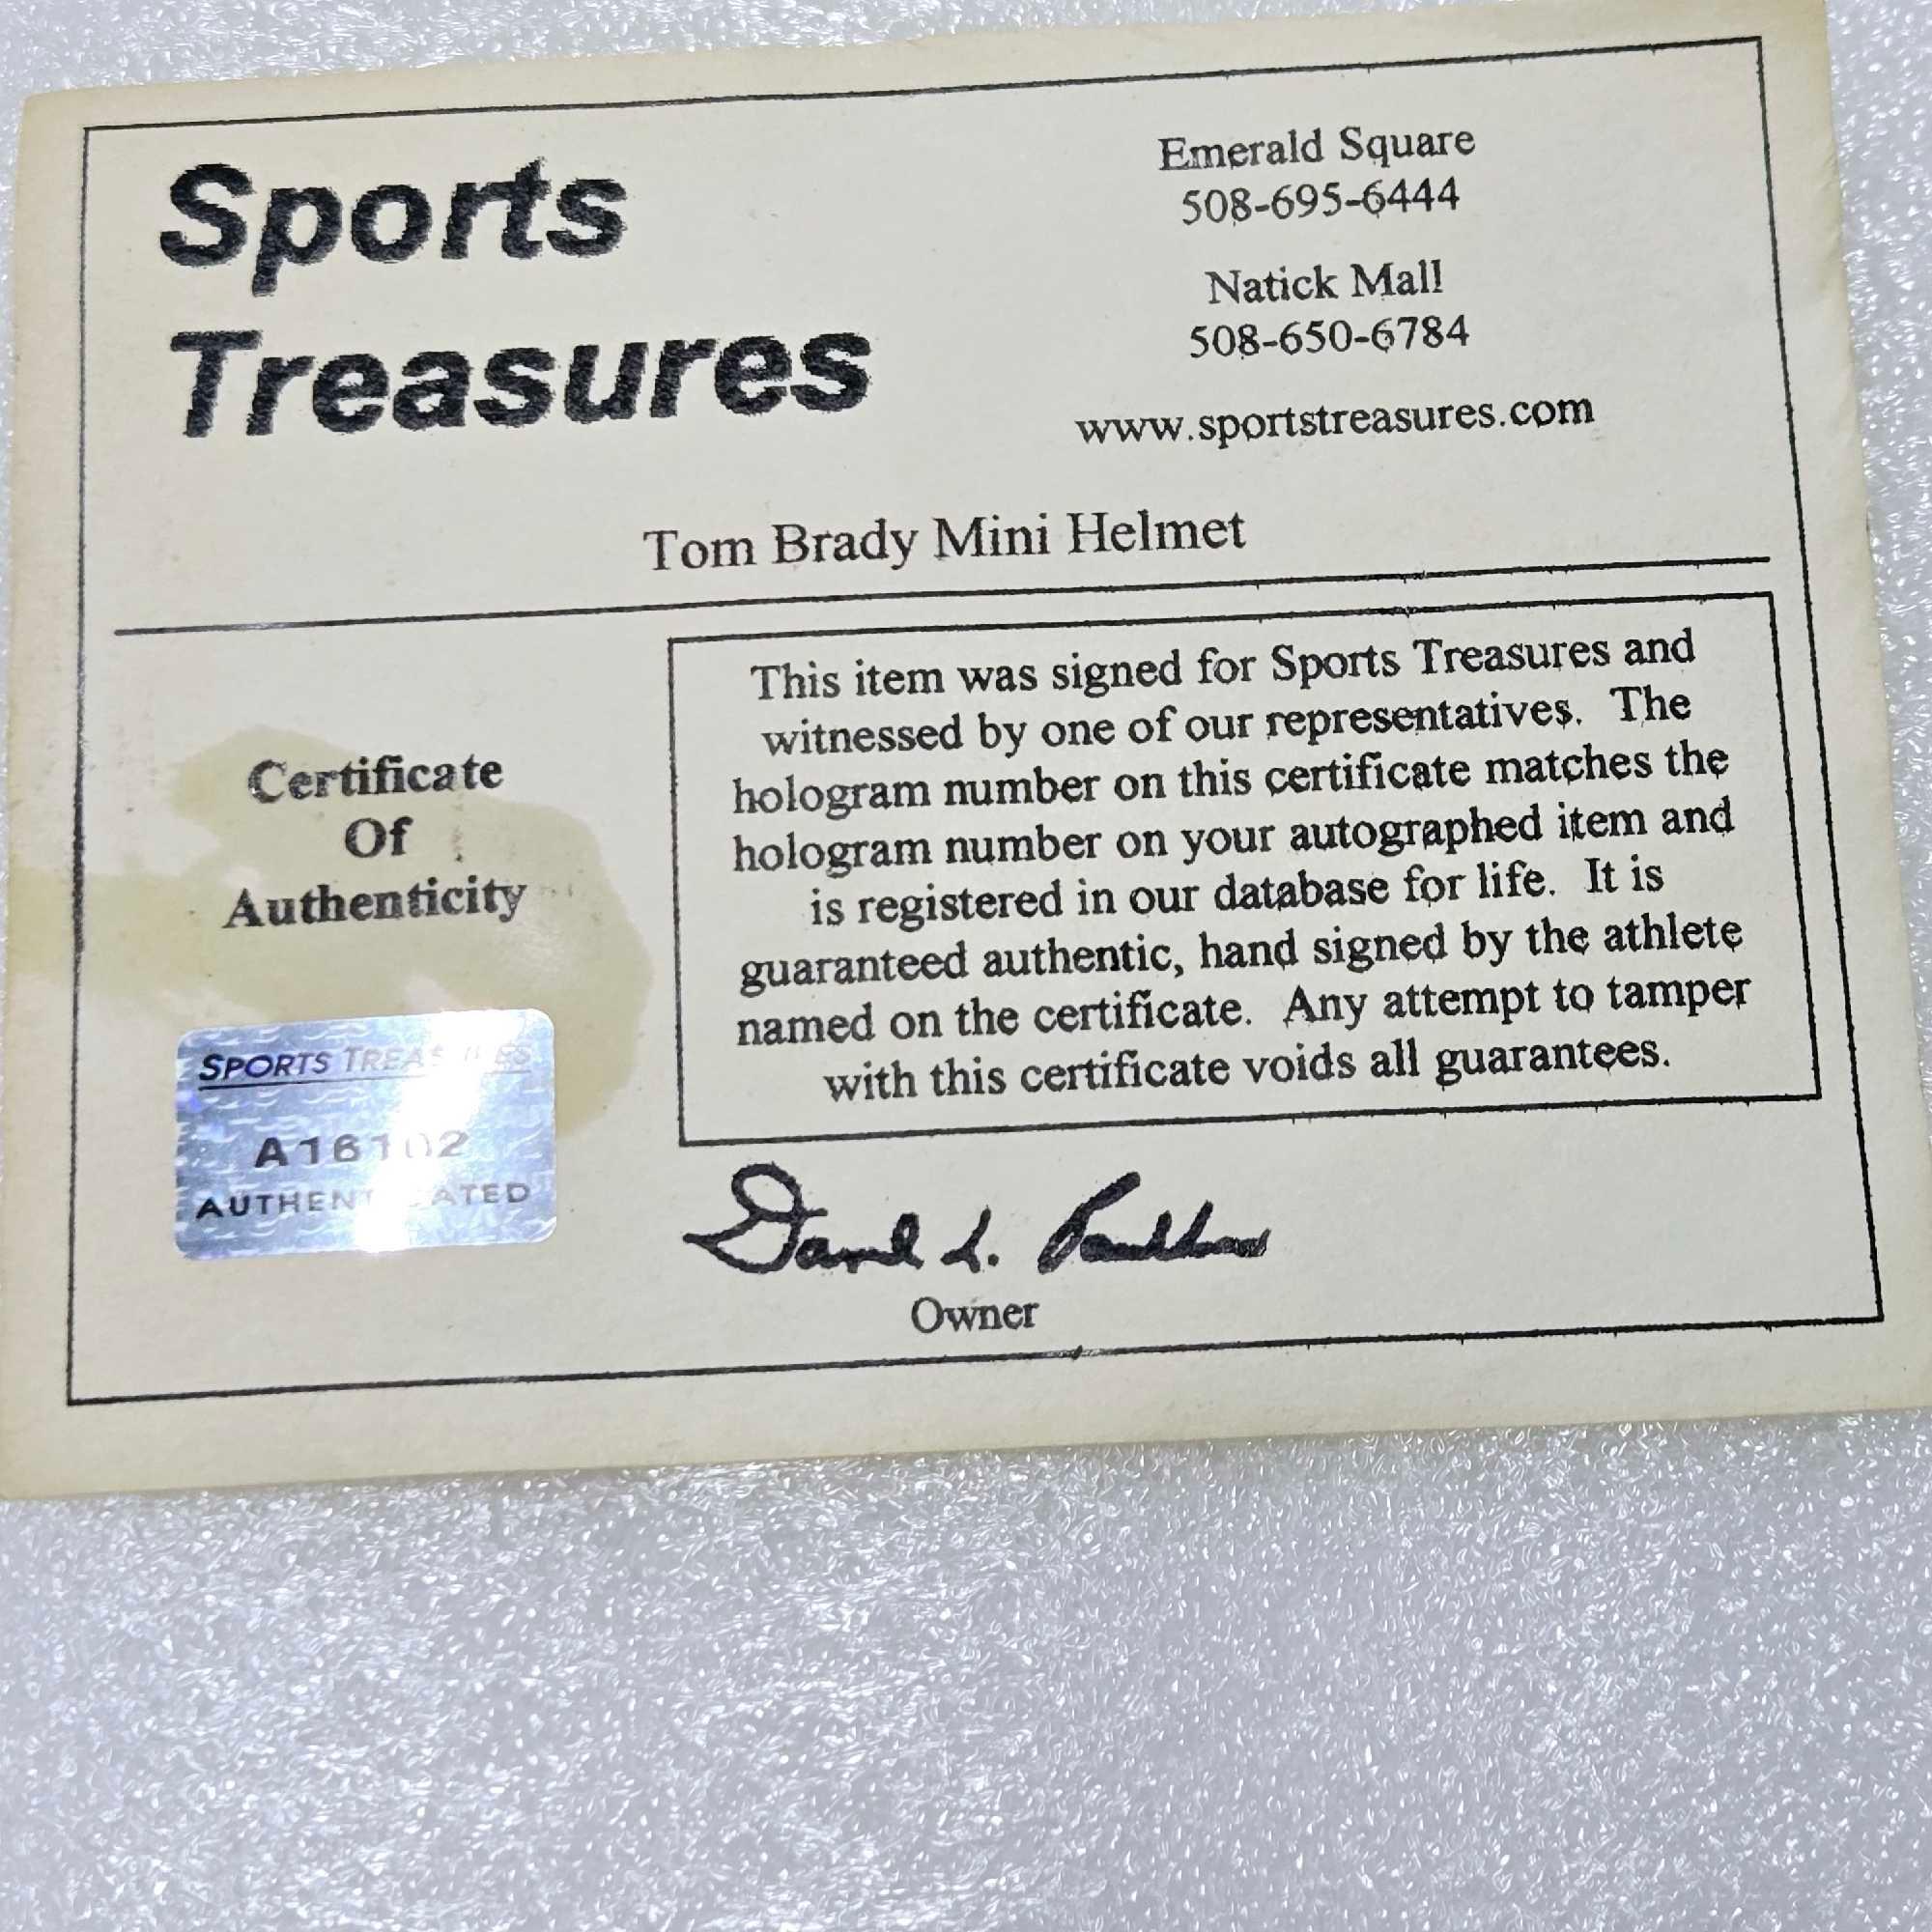 Sports
Treasures
Emerald Square
508-695-6444
Natick Mall
508-650-6784
www.sportstreasures.com
Tom Brady Mini Helmet
Certificate
Of
Authenticity
SPORTS TREASURES
A16102
AUTHENTICATED
This item was signed for Sports Treasures and
witnessed by one of our representatives. The
hologram number on this certificate matches the
hologram number on your autographed item and
is registered in our database for life. It is
guaranteed authentic, hand signed by the athlete
named on the certificate. Any attempt to tamper
with this certificate voids all guarantees.
Owner